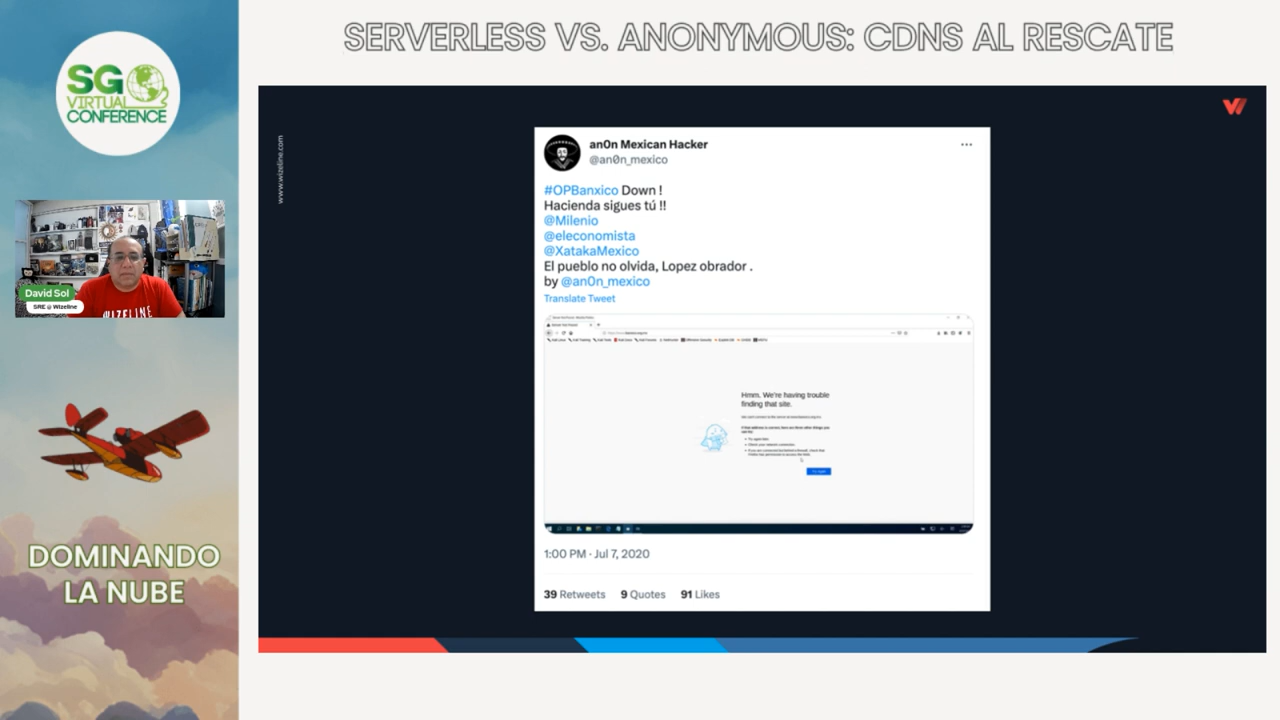 SERVERLESS VS. ANONYMOUS: CDNS AL RESCATE
SG
VIRTUAL
CONFERENCE
David Sol
SRE @ Wizeline
WIZELINE
DOMINANDO
LA NUBE
www.wizeline.com
an0n Mexican Hacker
@an0n_mexico
#OPBanxico Down !
Hacienda sigues tú !!
@Milenio
@eleconomista
@XatakaMexico
El pueblo no olvida, Lopez obrador .
by @an0n_mexico
Translate Tweet
Hmm. We're having trouble
finding that site.
Try Again
1:00 PM · Jul 7, 2020
39 Retweets 9 Quotes 91 Likes